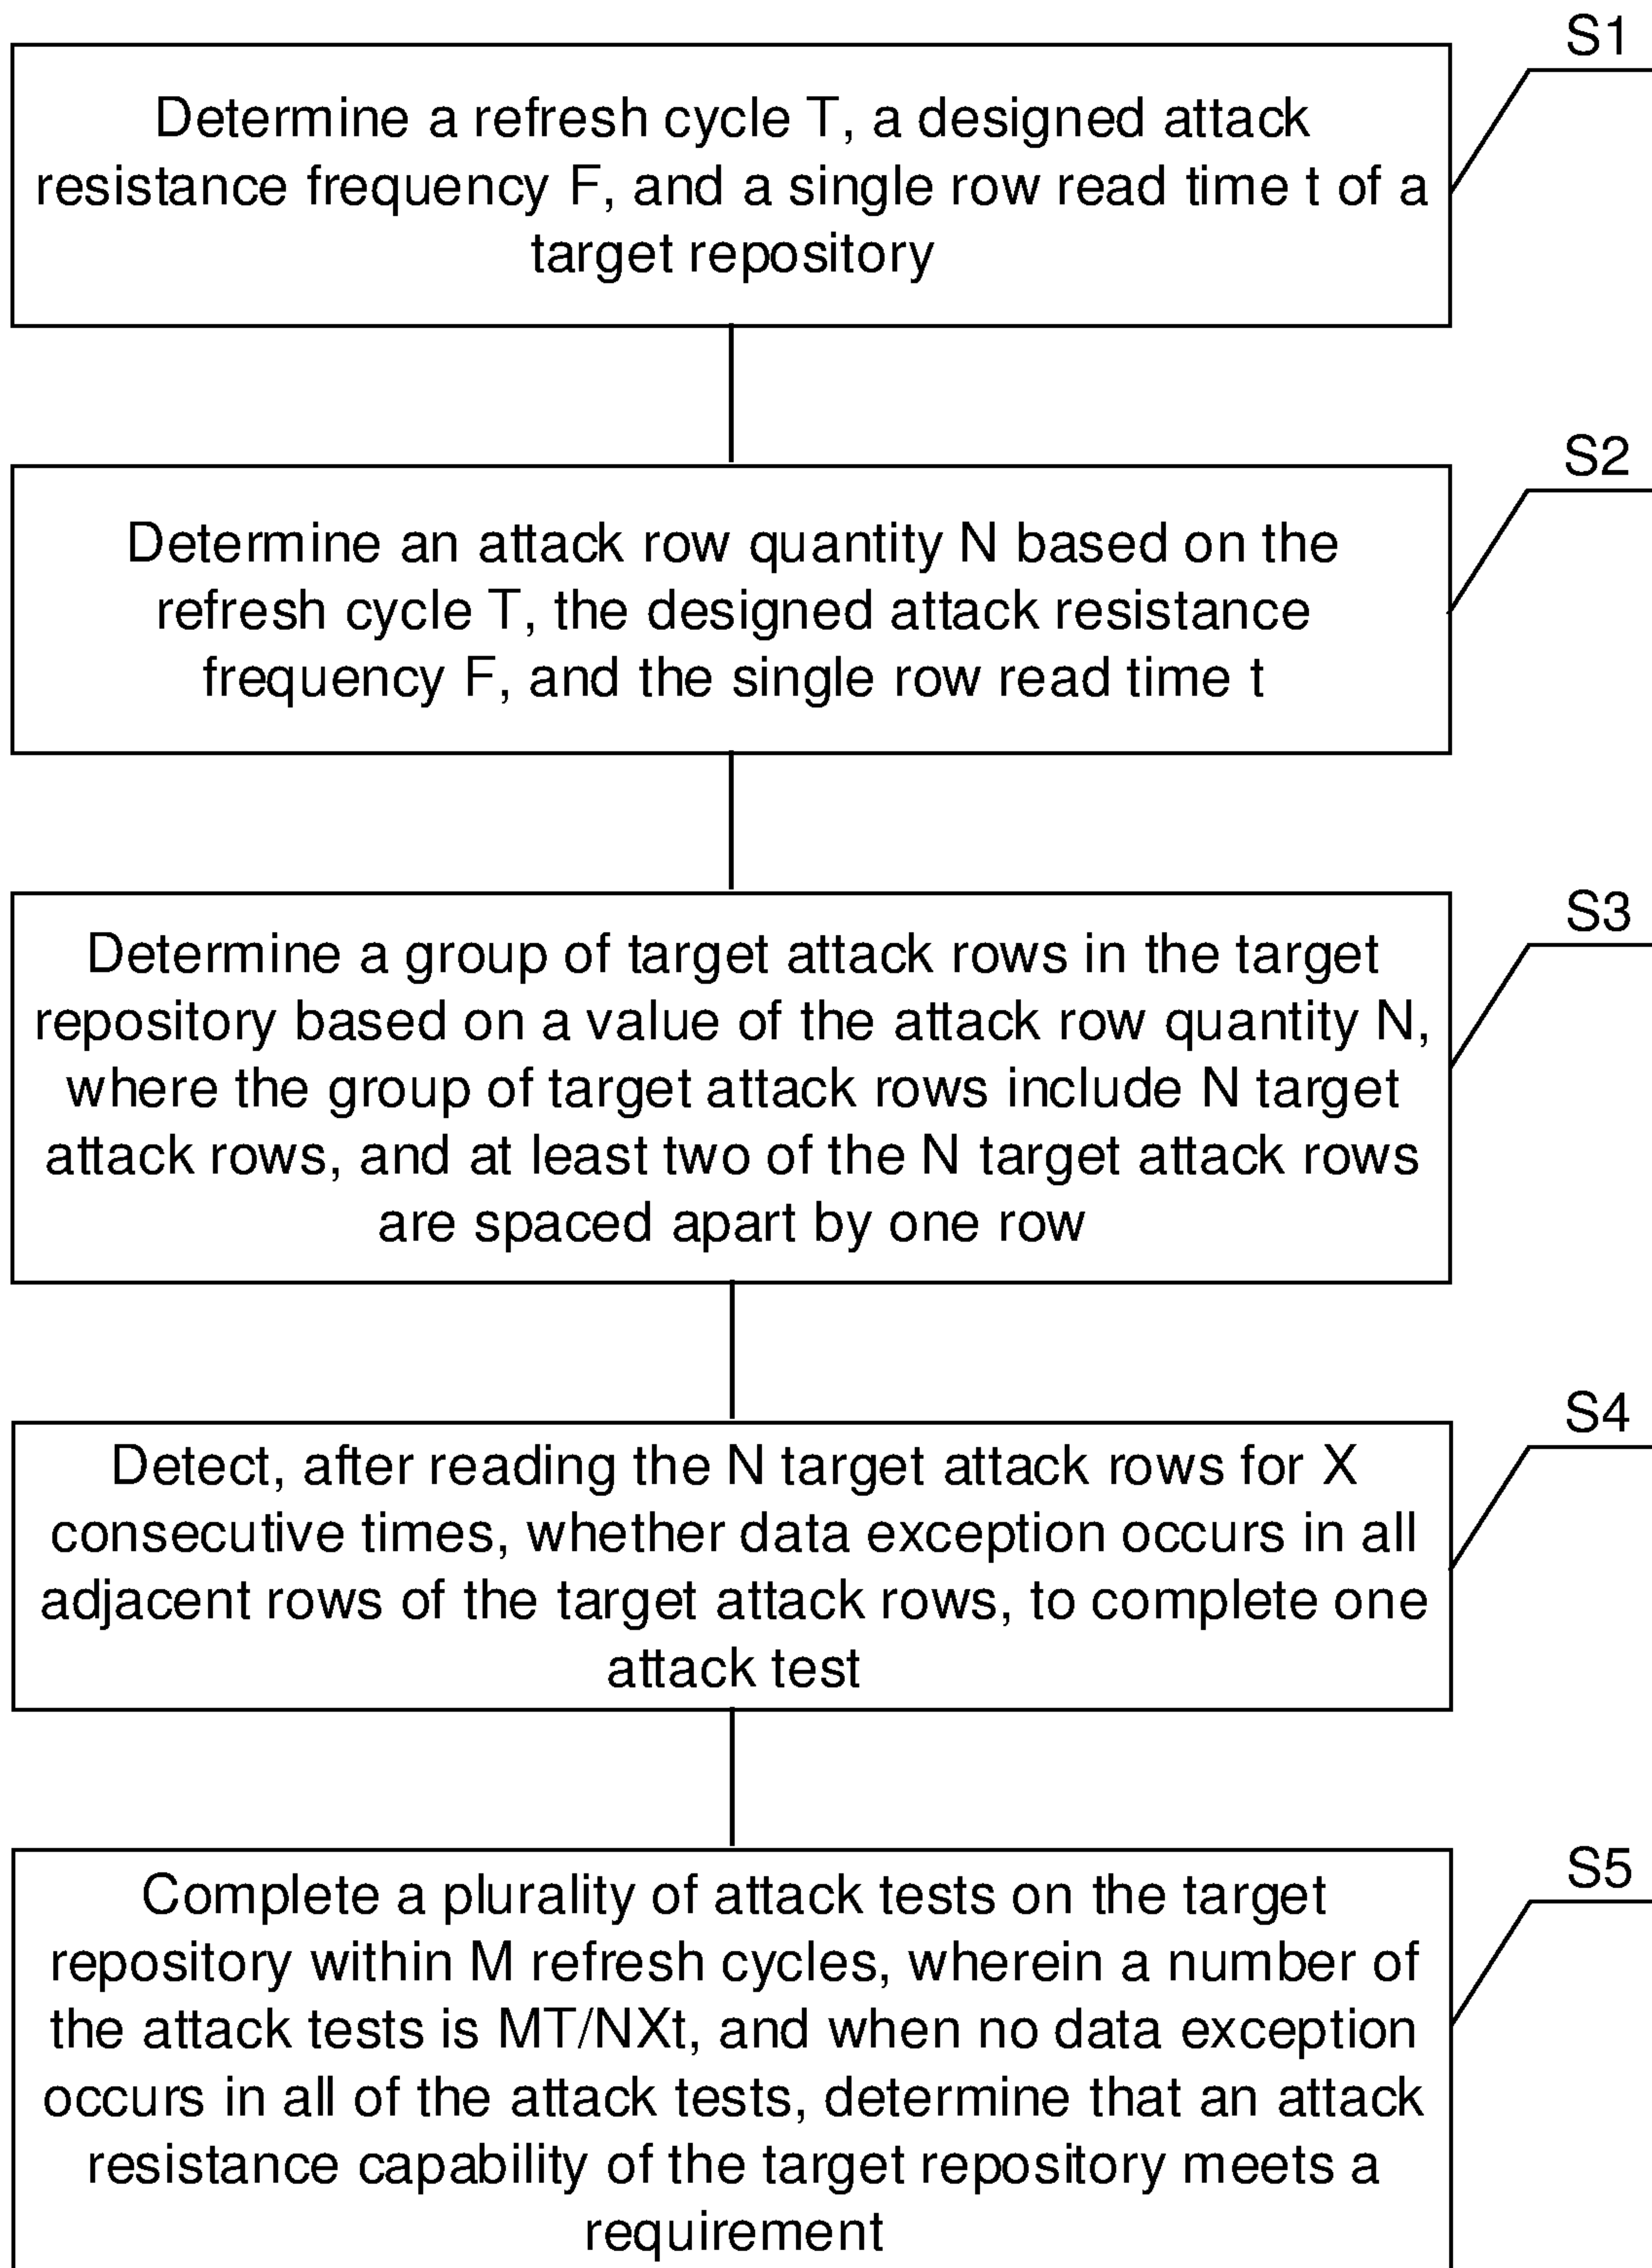 S1
Determine a refresh cycle T, a designed attack
resistance frequency F, and a single row read time t of a
target repository
S2
Determine an attack row quantity N based on the
refresh cycle T, the designed attack resistance
frequency F, and the single row read time t
S3
Determine a group of target attack rows in the target
repository based on a value of the attack row quantity N,
where the group of target attack rows include N target
attack rows, and at least two of the N target attack rows
are spaced apart by one row
S4
Detect, after reading the N target attack rows for X
consecutive times, whether data exception occurs in all
adjacent rows of the target attack rows, to complete one
attack test
S5
Complete a plurality of attack tests on the target
repository within M refresh cycles, wherein a number of
the attack tests is MT/NXt, and when no data exception
occurs in all of the attack tests, determine that an attack
resistance capability of the target repository meets a
requirement